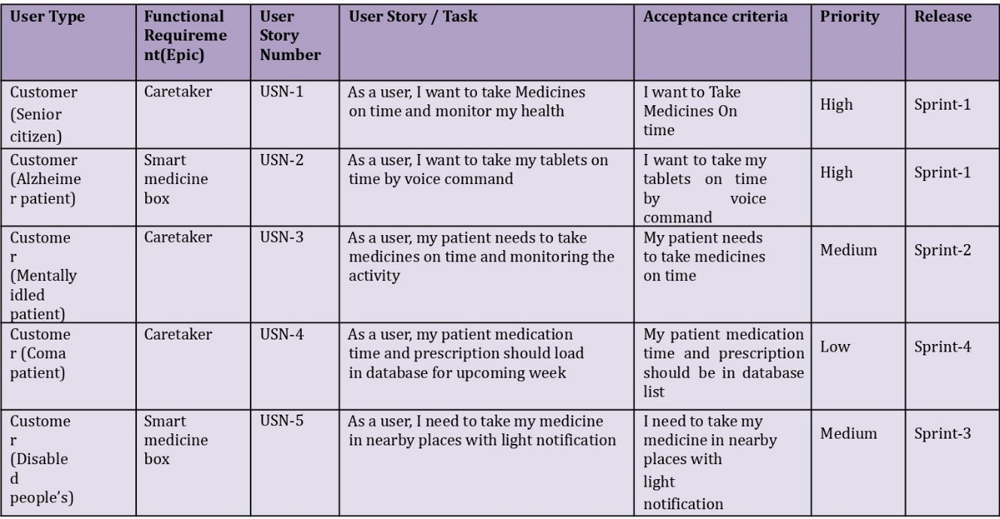 User Type
Functional
Requireme
nt(Epic)
User
Story
Number
User Story / Task
Acceptance criteria
Priority
Release
Customer
(Senior
citizen)
Caretaker
USN-1
As a user, I want to take Medicines
on time and monitor my health
I want to Take
Medicines On
time
High
Sprint-1
Customer
(Alzheime
r patient)
Smart
medicine
box
USN-2
As a user, I want to take my tablets on
time by voice command
I want to take my
tablets on time
by voice
command
High
Sprint-1
Custome
r
(Mentally
idled
patient)
Caretaker
USN-3
As a user, my patient needs to take
medicines on time and monitoring the
activity
My patient needs
to take medicines
on time
Medium
Sprint-2
Custome
r (Coma
patient)
Caretaker
USN-4
As a user, my patient medication
time and prescription should load
in database for upcoming week
My patient medication
time and prescription
should be in database
list
Low
Sprint-4
Custome
r
(Disable
d
people's)
Smart
medicine
box
USN-5
As a user, I need to take my medicine
in nearby places with light notification
I need to take my
medicine in nearby
places with
light
notification
Medium
Sprint-3